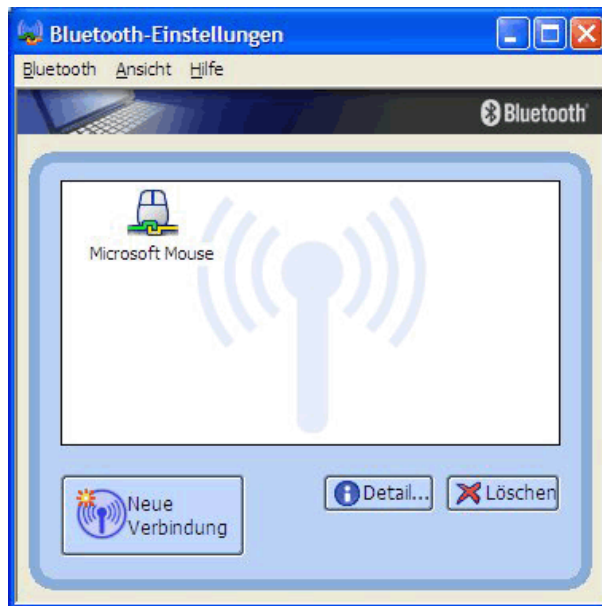 Bluetooth-Einstellungen
Bluetooth Ansicht Hilfe
Bluetooth
Microsoft Mouse
Neue
Verbindung
Detail...
Löschen